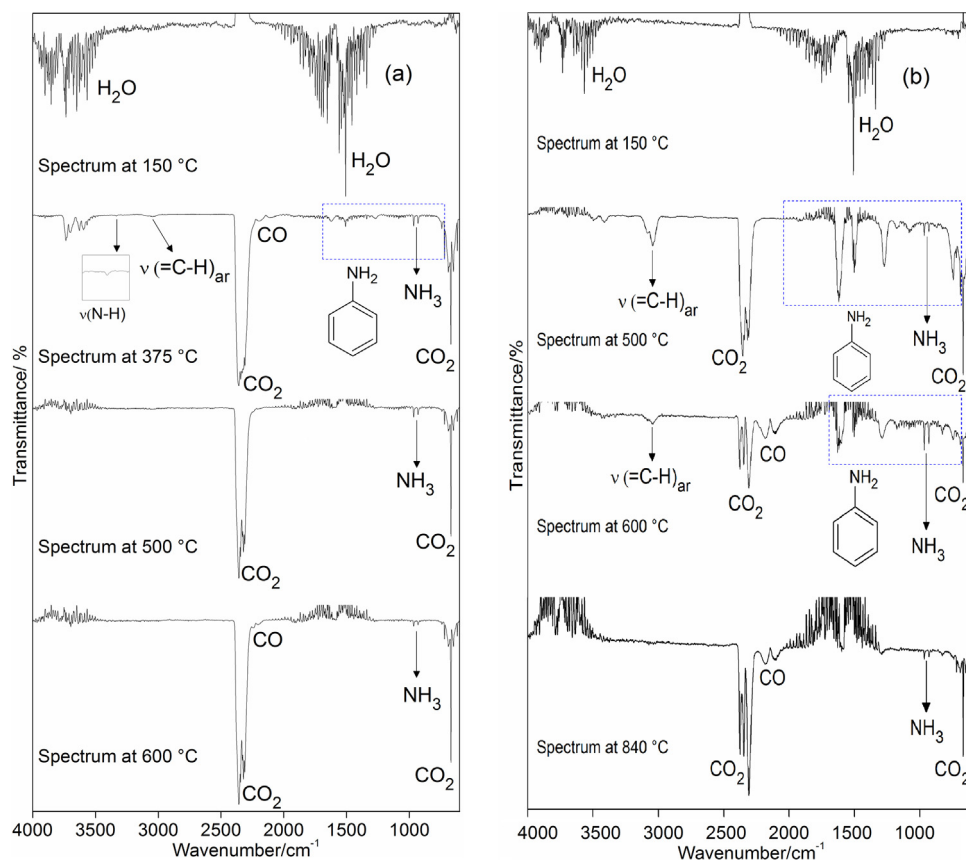 (a)
H2O
H2O
Spectrum at 150 °C
CO
ν (=C-H)ar
ν(N-H)
NH2
NH3
Spectrum at 375 °C
CO2
CO2
NH3
Spectrum at 500 °C
CO2
CO2
CO
NH3
Spectrum at 600 °C
CO2
CO2
4000 3500 3000 2500 2000 1500 1000
Wavenumber/cm-1
Transmittance/ %
(b)
H2O
H2O
Spectrum at 150 °C
ν (=C-H)ar
NH2
NH3
Spectrum at 500 °C
CO2
CO2
CO
ν (=C-H)ar
CO2
NH2
CO2
Spectrum at 600 °C
NH3
CO
NH3
Spectrum at 840 °C
CO2
CO2
4000 3500 3000 2500 2000 1500 1000
Wavenumber/cm-1
Transmittance/ %